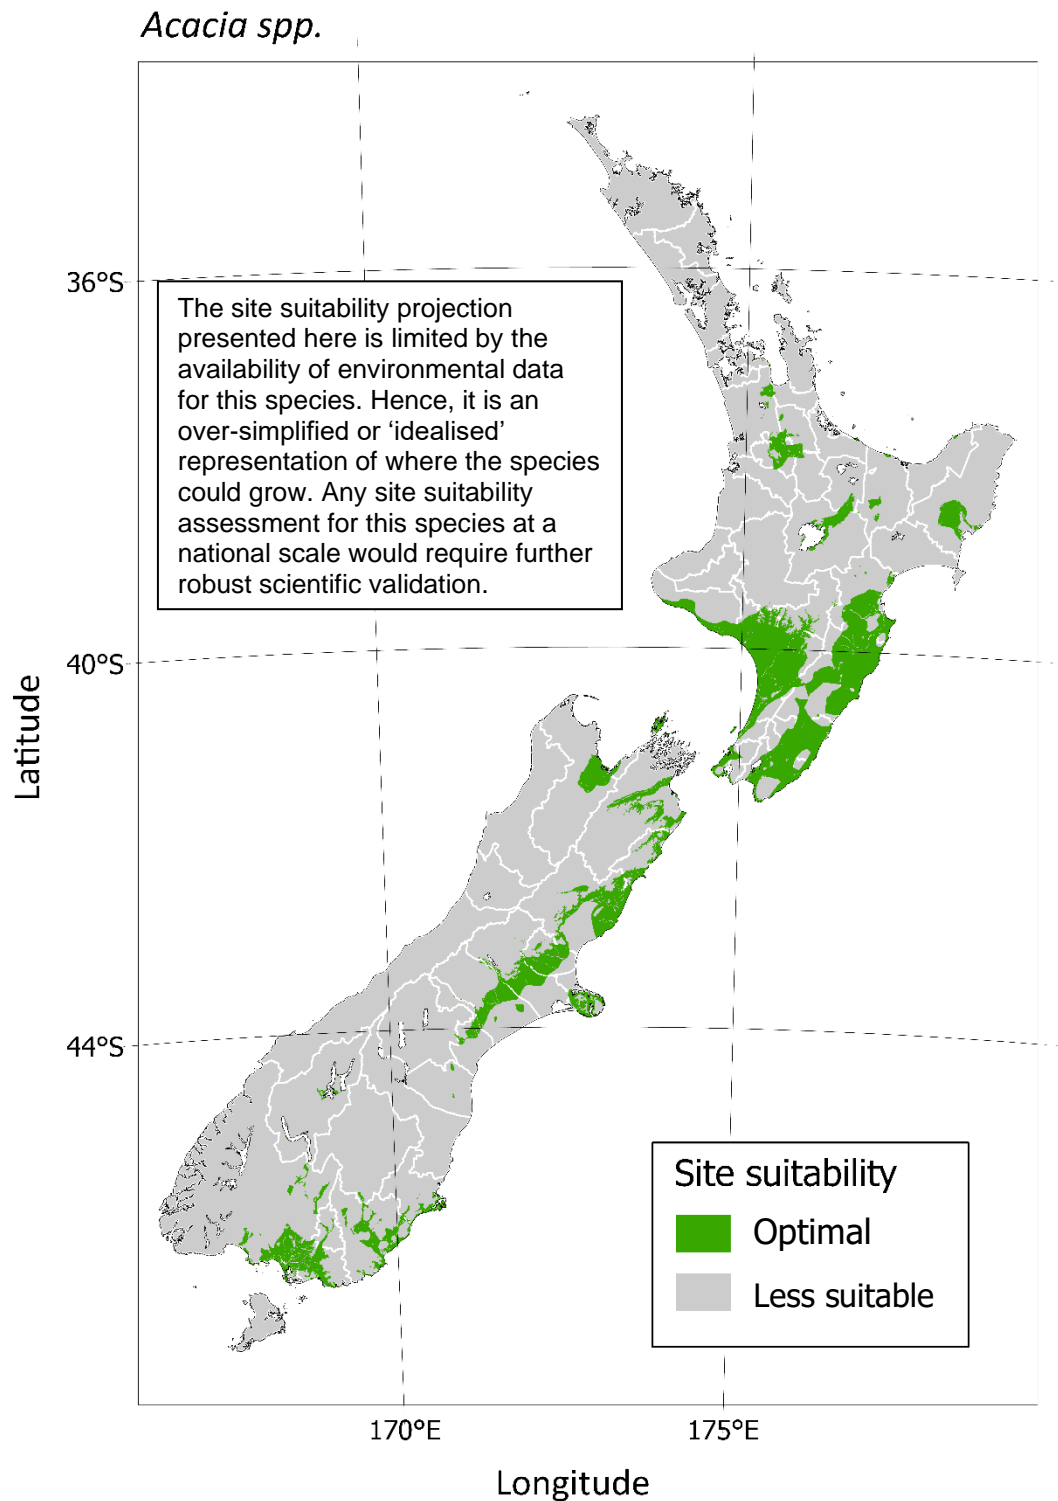 Acacia spp.
36°S
The site suitability projection
presented here is limited by the
availability of environmental data
for this species. Hence, it is an
over-simplified or ‘idealised’
representation of where the species
could grow. Any site suitability
assessment for this species at a
national scale would require further
robust scientific validation.
40°S
Latitude
44°S
Site suitability
Optimal
Less suitable
170°E
175°E
Longitude